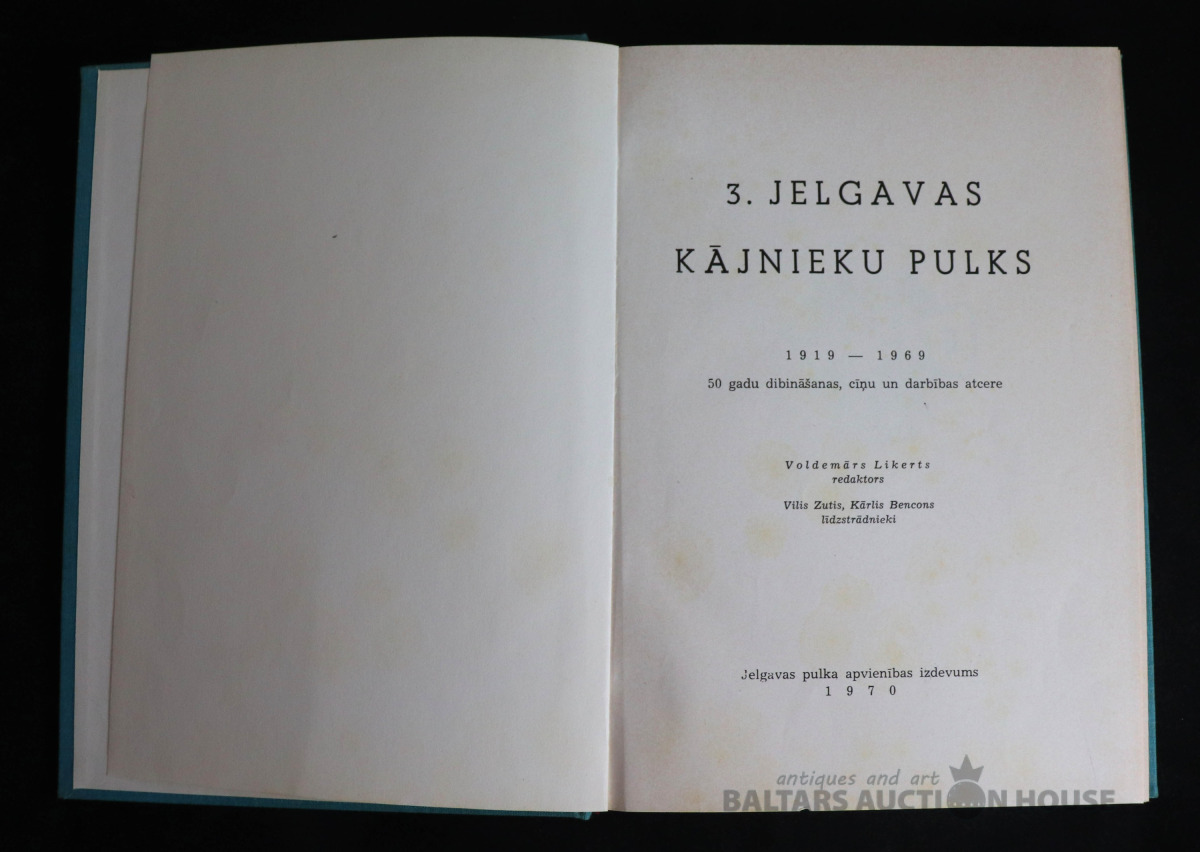 3. JELGAVAS
KĀJNIEKU PULKS
1919 — 1969
50 gadu dibināšanas, cīņu un darbības atcere
Voldemārs Likerts
redaktors
Vilis Zutis, Kārlis Bencons
līdzstrādnieki
Jelgavas pulka apvienības izdevums
1970
antiques and art
BALTARS AUCTION HOUSE